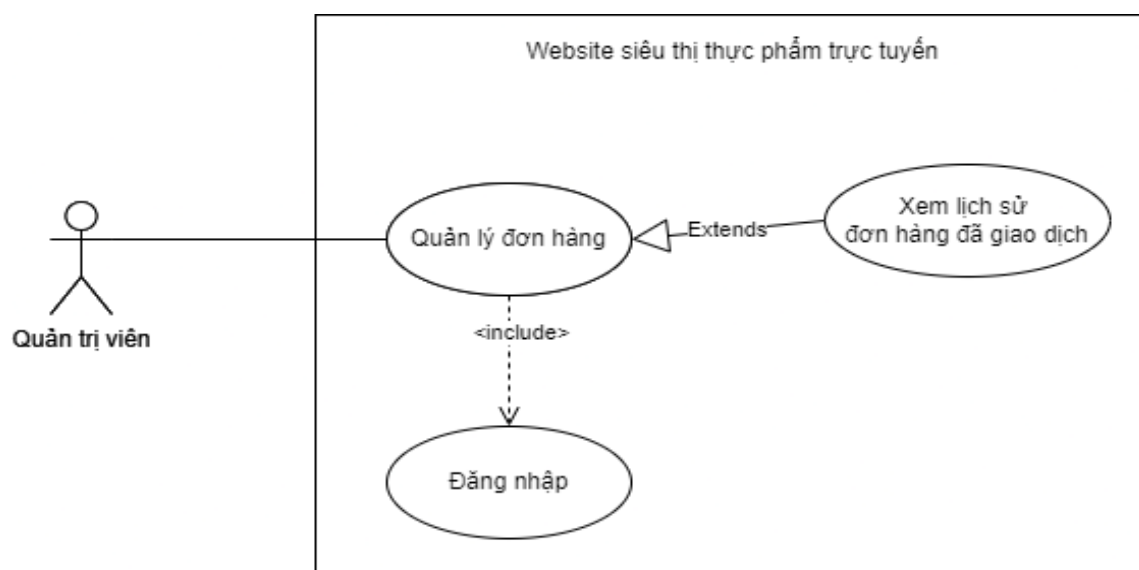 Website siêu thị thực phẩm trực tuyến
Xem lịch sử
đơn hàng đã giao dịch
Quản lý đơn hàng
Extends
Quản trị viên
<include>
Đăng nhập